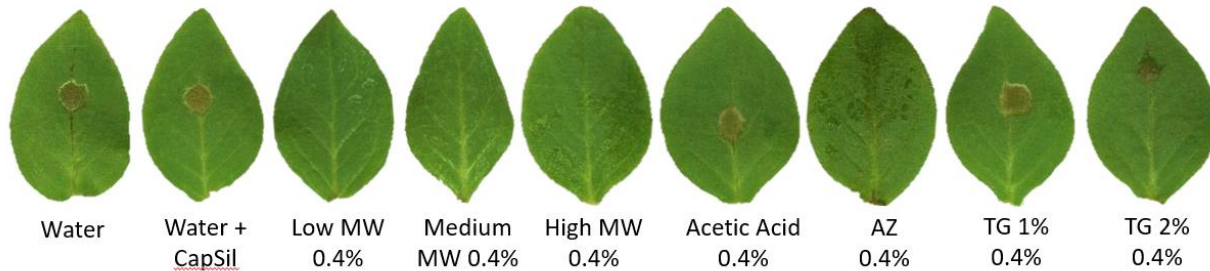 Water
Water +
CapSil
Low MW
0.4%
Medium
MW 0.4%
High MW
0.4%
Acetic Acid
0.4%
AZ
0.4%
TG 1%
0.4%
TG 2%
0.4%